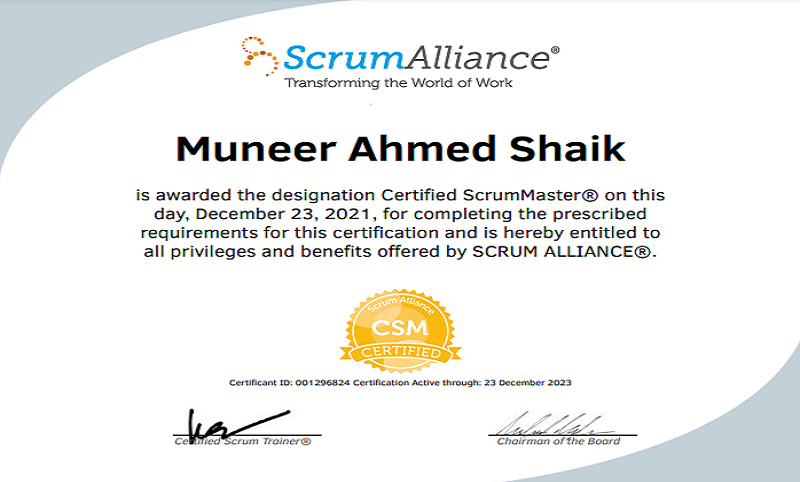 ScrumAlliance®
Transforming the World of Work
Muneer Ahmed Shaik
is awarded the designation Certified ScrumMaster® on this
day, December 23, 2021, for completing the prescribed
requirements for this certification and is hereby entitled to
all privileges and benefits offered by SCRUM ALLIANCE®.
Scrum Alliance
CSM
CERTIFIED
Certificant ID: 001296824 Certification Active through: 23 December 2023
Certified Scrum Trainer®
Chairman of the Board